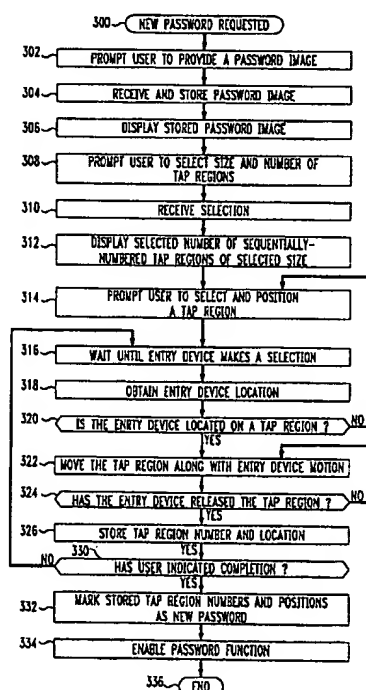 300 NEW PASSWORD REQUESTED
302 PROMPT USER TO PROVIDE A PASSWORD IMAGE
304 RECEIVE AND STORE PASSWORD IMAGE
306 DISPLAY STORED PASSWORD IMAGE
308 PROMPT USER TO SELECT SIZE AND NUMBER OF
TAP REGIONS
310 RECEIVE SELECTION
312 DISPLAY SELECTED NUMBER OF SEQUENTIALLY-
NUMBERED TAP REGIONS OF SELECTED SIZE
314 PROMPT USER TO SELECT AND POSITION
A TAP REGION
316 WAIT UNTIL ENTRY DEVICE MAKES A SELECTION
318 OBTAIN ENTRY DEVICE LOCATION
320 IS THE ENRTY DEVICE LOCATED ON A TAP REGION ? NO
YES
322 MOVE THE TAP REGION ALONG WITH ENTRY DEVICE MOTION
324 HAS THE ENTRY DEVICE RELEASED THE TAP REGION ? NO
YES
326 STORE TAP REGION NUMBER AND LOCATION
330 YES
NO HAS USER INDICATED COMPLETION ?
YES
332 MARK STORED TAP REGION NUMBERS AND POSITIONS
AS NEW PASSWORD
334 ENABLE PASSWORD FUNCTION
336 END